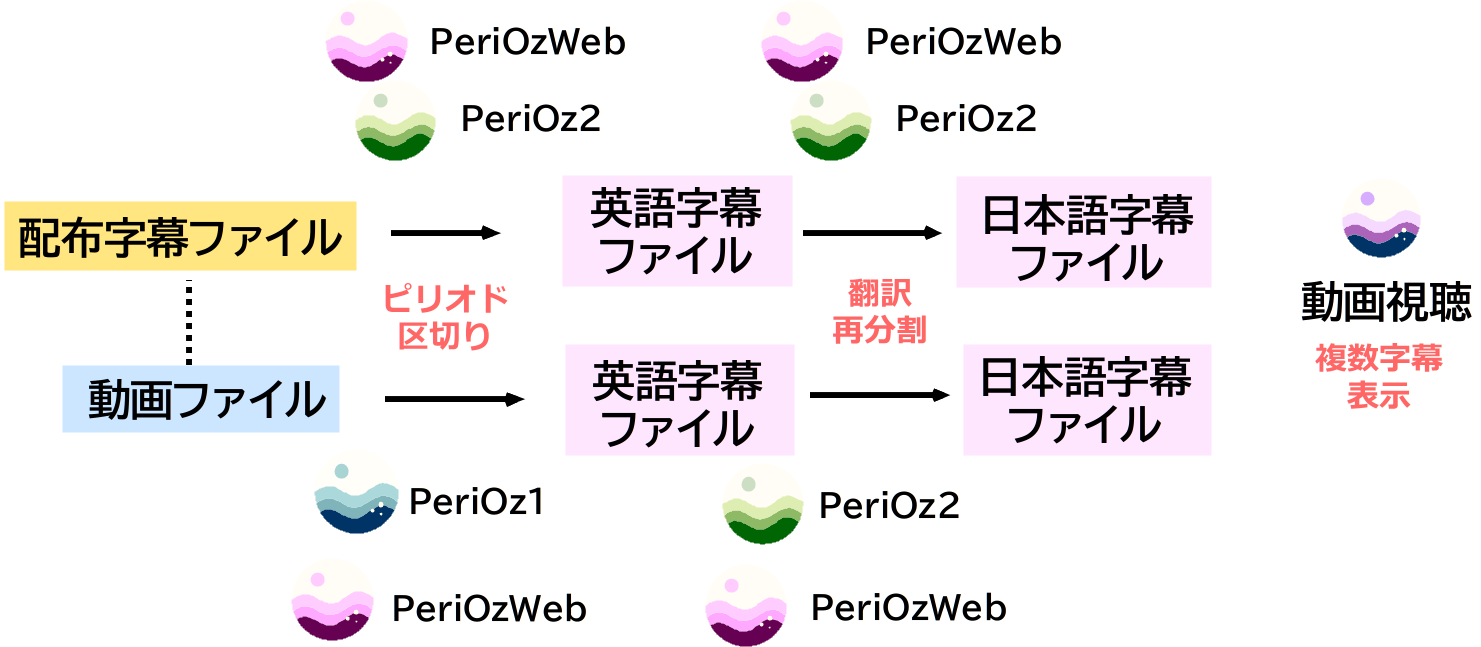 PeriOzWeb
PeriOzWeb
PeriOz2
PeriOz2
配布字幕ファイル
英語字幕
ファイル
日本語字幕
ファイル
ピリオド
区切り
翻訳
再分割
動画視聴
複数字幕
表示
動画ファイル
英語字幕
ファイル
日本語字幕
ファイル
PeriOz1
PeriOz2
PeriOzWeb
PeriOzWeb